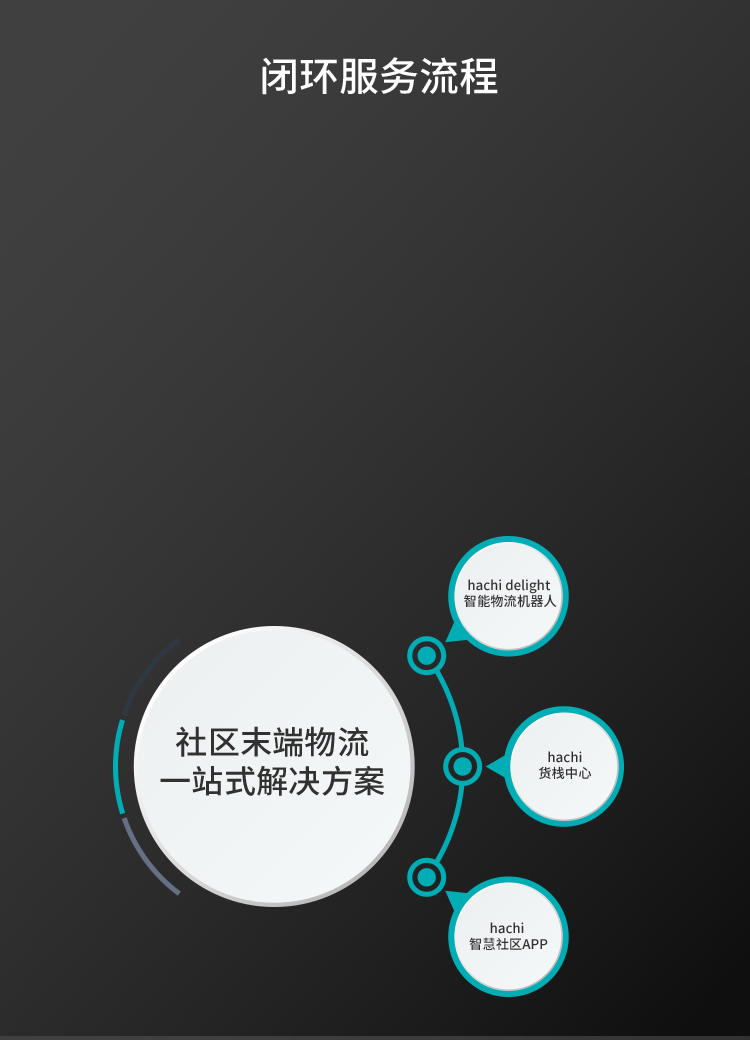 闭环服务流程
hachi delight
智能物流机器人
社区末端物流
一站式解决方案
hachi
货栈中心
hachi
智慧社区APP